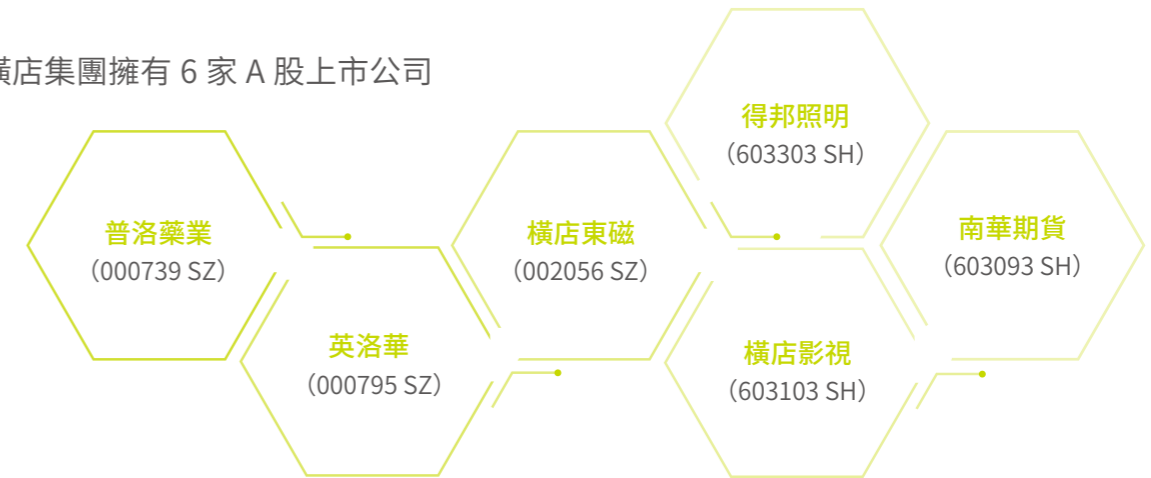 橫店集團擁有 6 家 A 股上市公司
普洛藥業
（000739 SZ）
英洛華
（000795 SZ）
橫店東磁
（002056 SZ）
得邦照明
（603303 SH）
橫店影視
（603103 SH）
南華期貨
（603093 SH）